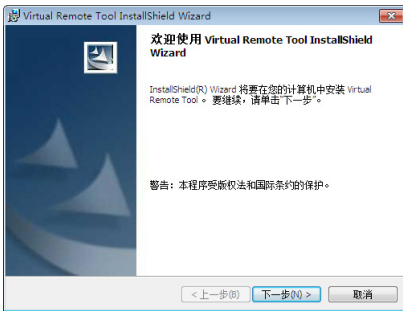 Virtual Remote Tool InstallShield Wizard
欢迎使用 Virtual Remote Tool InstallShield
Wizard
InstallShield(R) Wizard 将要在您的计算机中安装 Virtual
Remote Tool 。 要继续，请单击“下一步”。
警告：本程序受版权法和国际条约的保护。
<上一步(B) 下一步(N) > 取消